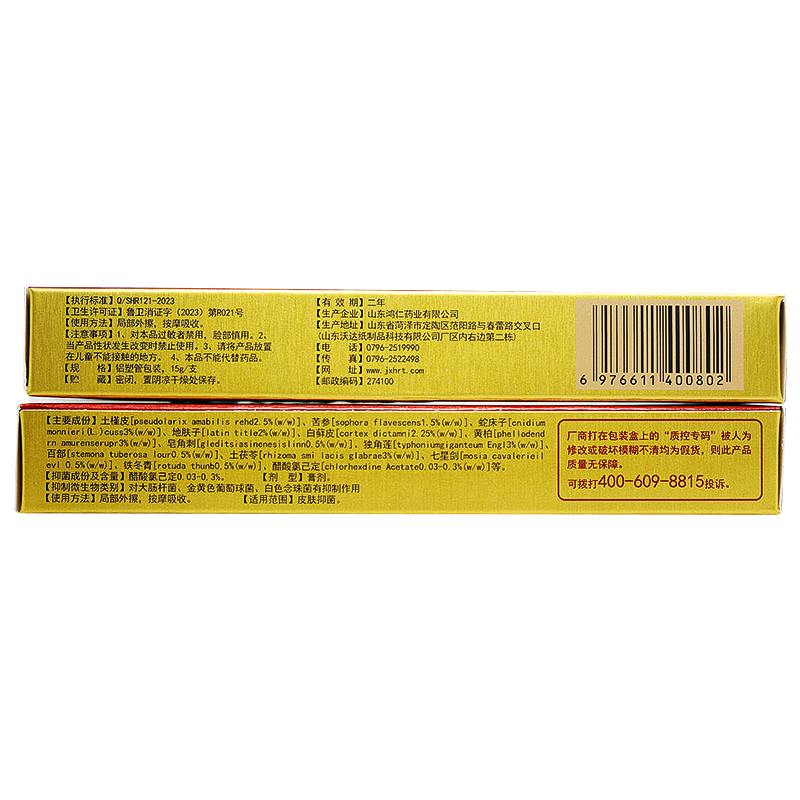 【执行标准】Q/SHR121-2023
【卫生许可证】鲁卫消证字（2023）第R021号
【使用方法】局部外擦，按摩吸收。
【注意事项】1、对本品过敏者禁用，脸部慎用。2、
当产品性状发生改变时禁止使用。3、请将产品放置
在儿童不能接触的地方。 4、本品不能代替药品。
【规　　格】铝塑管包装，15g/支
【贮　　藏】密闭，置阴凉干燥处保存。
【有 效 期】二年
【生产企业】山东鸿仁药业有限公司
【生产地址】山东省菏泽市定陶区范阳路与春蕾路交叉口
(山东沃达纸制品科技有限公司厂区内右边第二栋)
【电　　话】0796-2519990
【传　　真】0796-2522498
【网　　址】www.jxhrt.com
【邮政编码】274100
6 976611 400802
【主要成份】土槿皮[pseudolarix amabilis rehd2.5%(w/w)]、苦参[sophora flavescens1.5%(w/w)]、蛇床子[cnidium
monnieri(L.)cuss3%(w/w)]、地肤子[latin title2%(w/w)]、白藓皮[cortex dictamni2.25%(w/w)]、黄柏[phellodend
rn amurenserupr3%(w/w)]、皂角刺[gleditsiasinenesislinn0.5%(w/w)]、独角连[typhoniumgiganteum Engl3%(w/w)]、
百部[stemona tuberosa lour0.5%(w/w)]、土茯苓[rhizoma smi lacis glabrae3%(w/w)]、七星剑[mosia cavalerieil
evl 0.5%(w/w)]、铁冬青[rotuda thunb0.5%(w/w)]、醋酸氯己定[chlorhexdine Acetate0.03-0.3%(w/w)]等。
【抑菌成份及含量】醋酸氯己定0.03-0.3%。　【剂　　型】膏剂。
【抑制微生物类别】对大肠杆菌、金黄色葡萄球菌、白色念珠菌有抑制作用
【使用方法】局部外擦，按摩吸收。　【适用范围】皮肤抑菌。
厂商打在包装盒上的“质控专码”被人为
修改或破坏模糊不清均为假货，则此产品
质量无保障。
可拨打400-609-8815投诉。